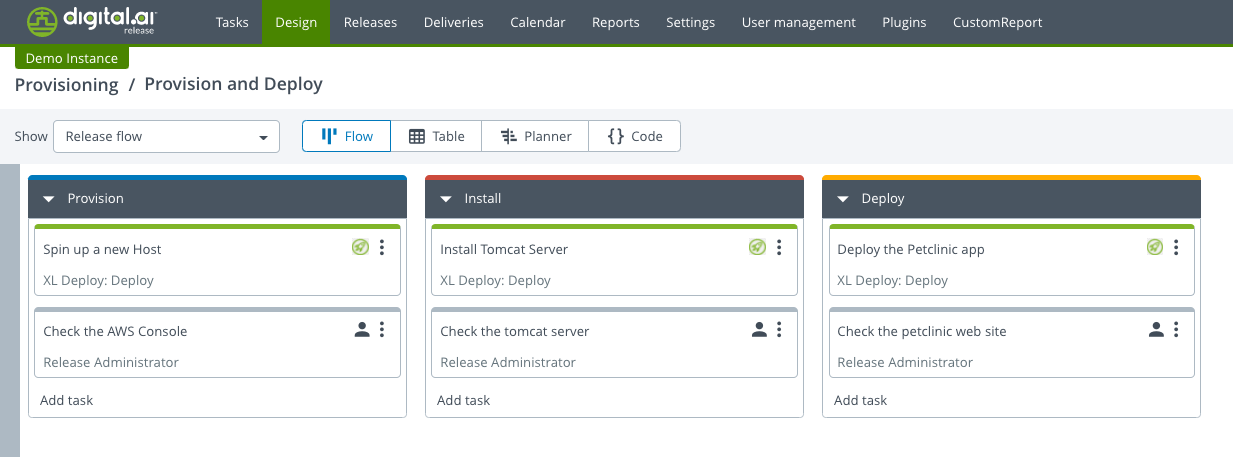 digital.ai
release
Tasks Design Releases Deliveries Calendar Reports Settings User management Plugins CustomReport
Demo Instance
Provisioning / Provision and Deploy
Show Release flow Flow Table Planner {} Code
Provision
Spin up a new Host
XL Deploy: Deploy
Check the AWS Console
Release Administrator
Add task
Install
Install Tomcat Server
XL Deploy: Deploy
Check the tomcat server
Release Administrator
Add task
Deploy
Deploy the Petclinic app
XL Deploy: Deploy
Check the petclinic web site
Release Administrator
Add task